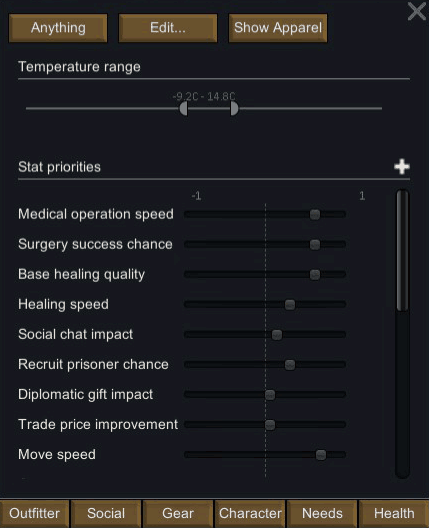 Anything Edit... Show Apparel
Temperature range
-9.2C - 14.8C
Stat priorities
-1 1
Medical operation speed
Surgery success chance
Base healing quality
Healing speed
Social chat impact
Recruit prisoner chance
Diplomatic gift impact
Trade price improvement
Move speed
Outfitter Social Gear Character Needs Health